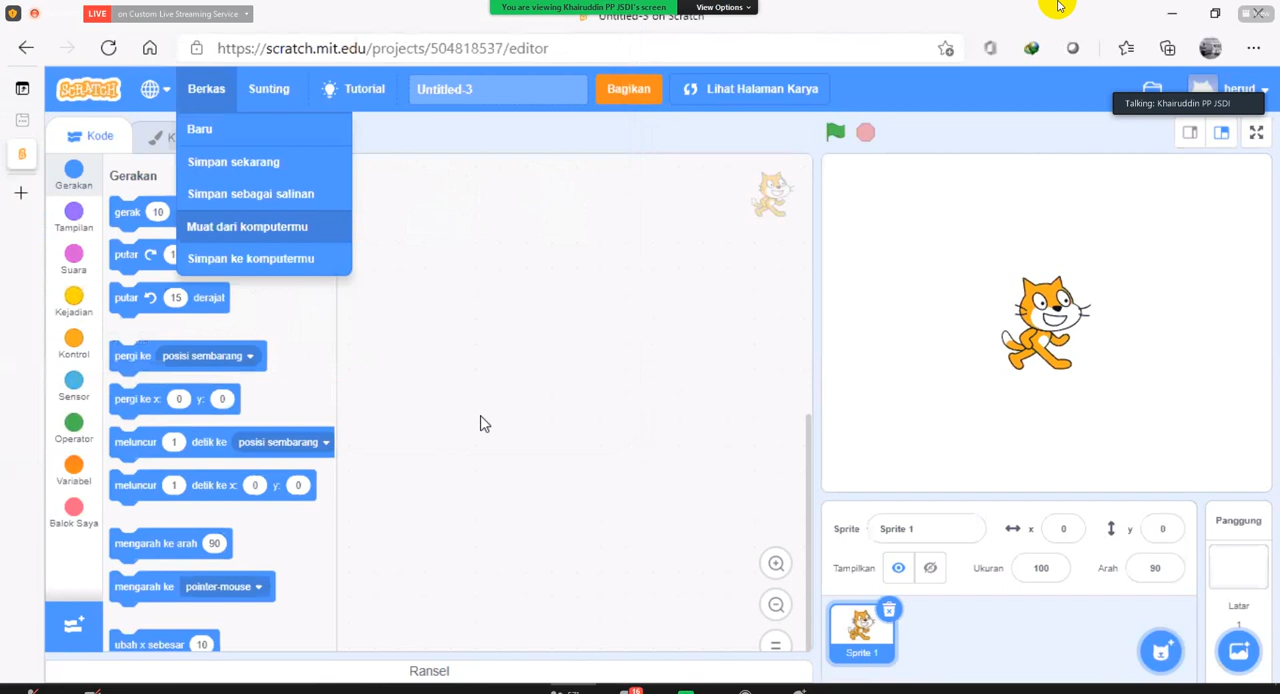 LIVE on Custom Live Streaming Service
You are viewing Khairuddin PP JSDI's screen View Options
Untitled-3 on Scratch
https://scratch.mit.edu/projects/504818537/editor
SCRATCH Berkas Sunting Tutorial Untitled-3 Bagikan Lihat Halaman Karya berud
Talking: Khairuddin PP JSDI
Kode K
Baru
Simpan sekarang
Simpan sebagai salinan
Muat dari komputermu
Simpan ke komputermu
Gerakan
Tampilan
Suara
Kejadian
Kontrol
Sensor
Operator
Variabel
Balok Saya
Gerakan
gerak 10
putar 1
putar 15 derajat
pergi ke posisi sembarang
pergi ke x: 0 y: 0
meluncur 1 detik ke posisi sembarang
meluncur 1 detik ke x: 0 y: 0
mengarah ke arah 90
mengarah ke pointer-mouse
ubah x sebesar 10
Ransel
Sprite Sprite 1 x 0 y 0
Tampilkan Ukuran 100 Arah 90
Sprite 1
Panggung
Latar
1
16